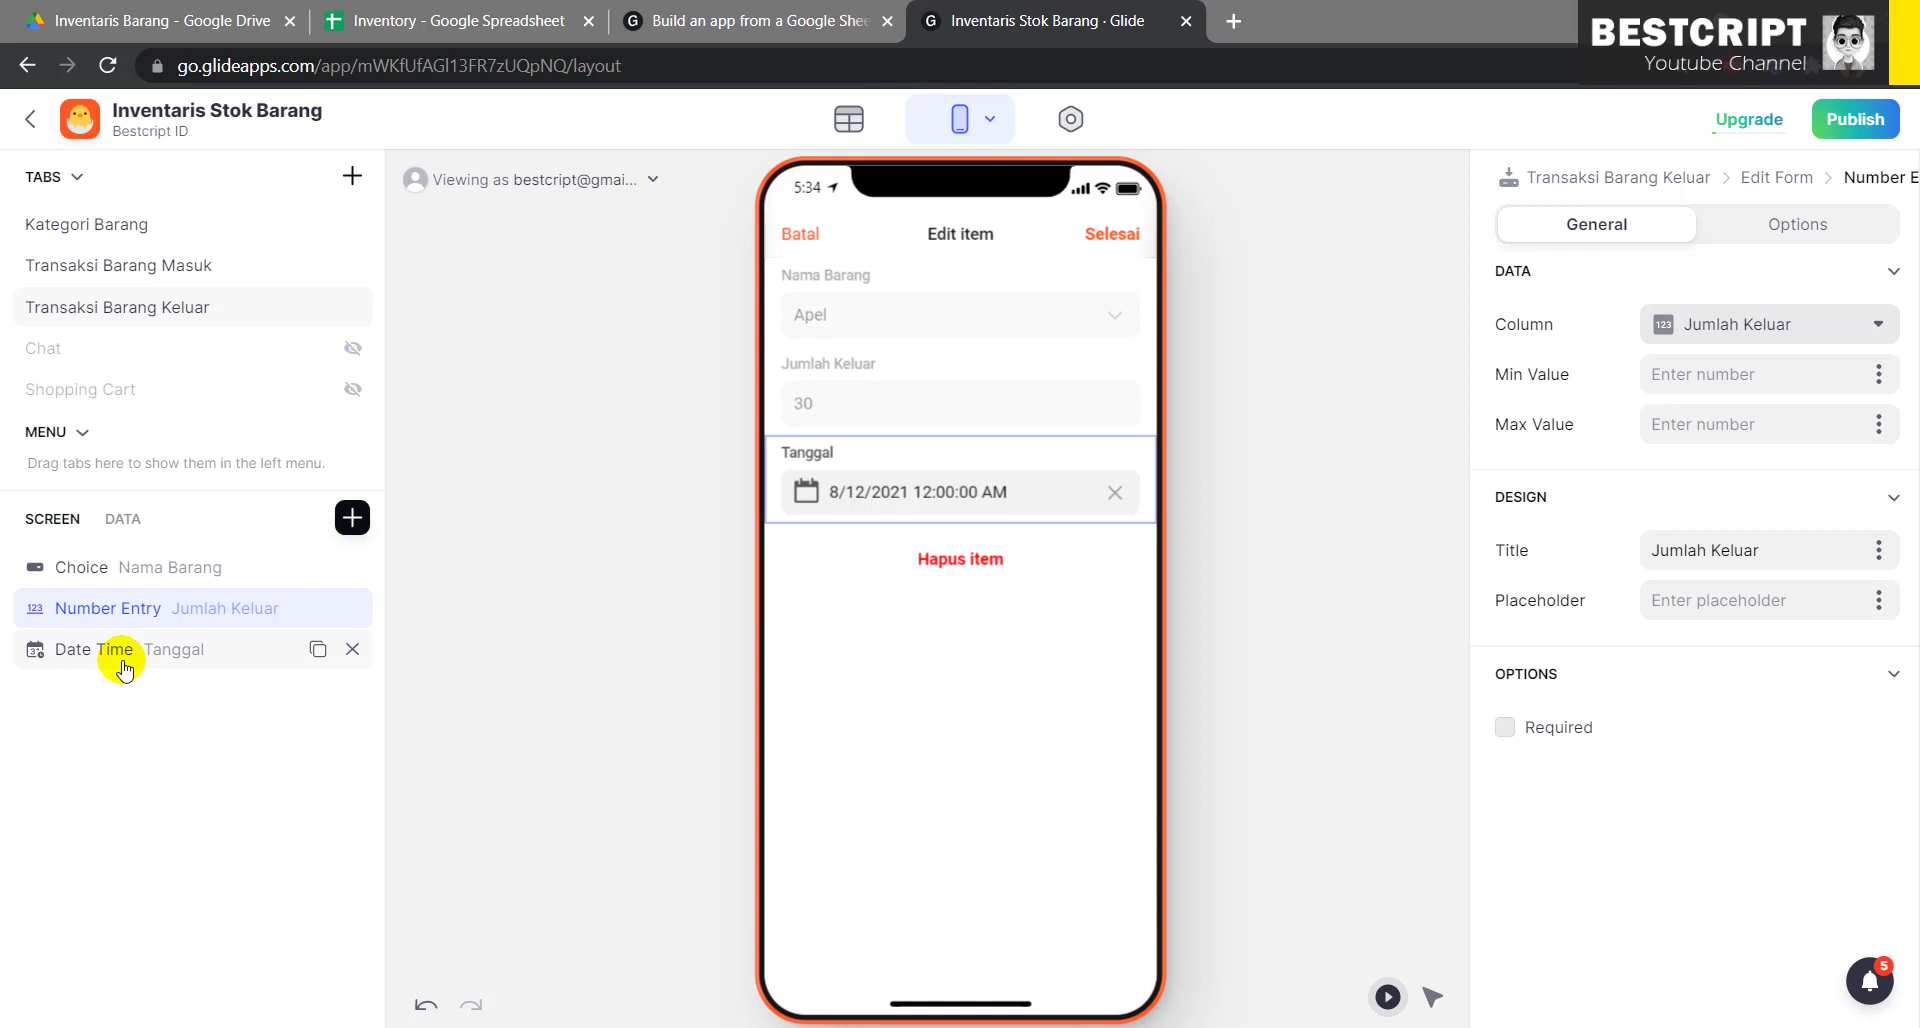 Inventaris Barang - Google Drive
Inventory - Google Spreadsheet
G Build an app from a Google Shee
G Inventaris Stok Barang · Glide
BESTCRIPT
Youtube Channel
go.glideapps.com/app/mWKfUfAGl13FR7zUQpNQ/layout
Inventaris Stok Barang
Bestcript ID
Upgrade
Publish
TABS
Kategori Barang
Transaksi Barang Masuk
Transaksi Barang Keluar
Chat
Shopping Cart
MENU
Drag tabs here to show them in the left menu.
SCREEN DATA
Choice Nama Barang
123 Number Entry Jumlah Keluar
Date Time Tanggal
Viewing as bestcript@gmai...
5:34
Batal Edit item Selesai
Nama Barang
Apel
Jumlah Keluar
30
Tanggal
8/12/2021 12:00:00 AM
Hapus item
Transaksi Barang Keluar > Edit Form > Number E
General Options
DATA
Column 123 Jumlah Keluar
Min Value Enter number
Max Value Enter number
DESIGN
Title Jumlah Keluar
Placeholder Enter placeholder
OPTIONS
Required
5